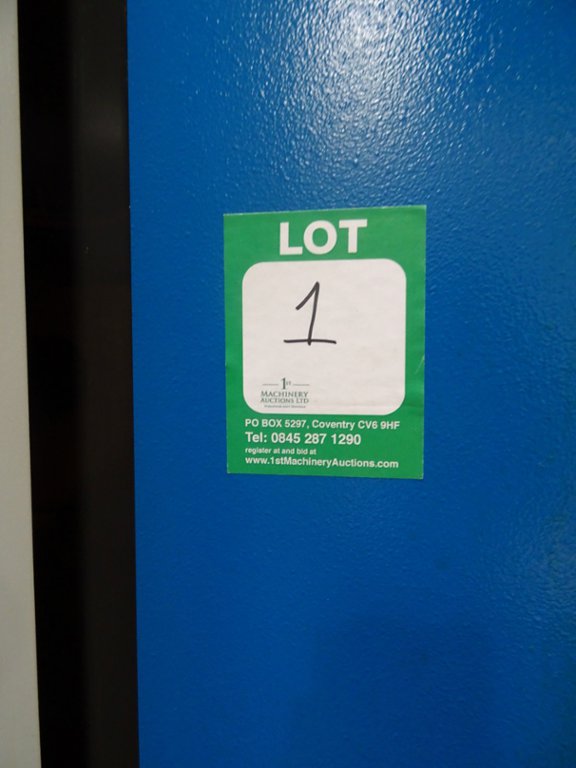 LOT
1
1ST
MACHINERY
AUCTIONS LTD
PO BOX 5297, Coventry CV6 9HF
Tel: 0845 287 1290
register at and bid at
www.1stMachineryAuctions.com